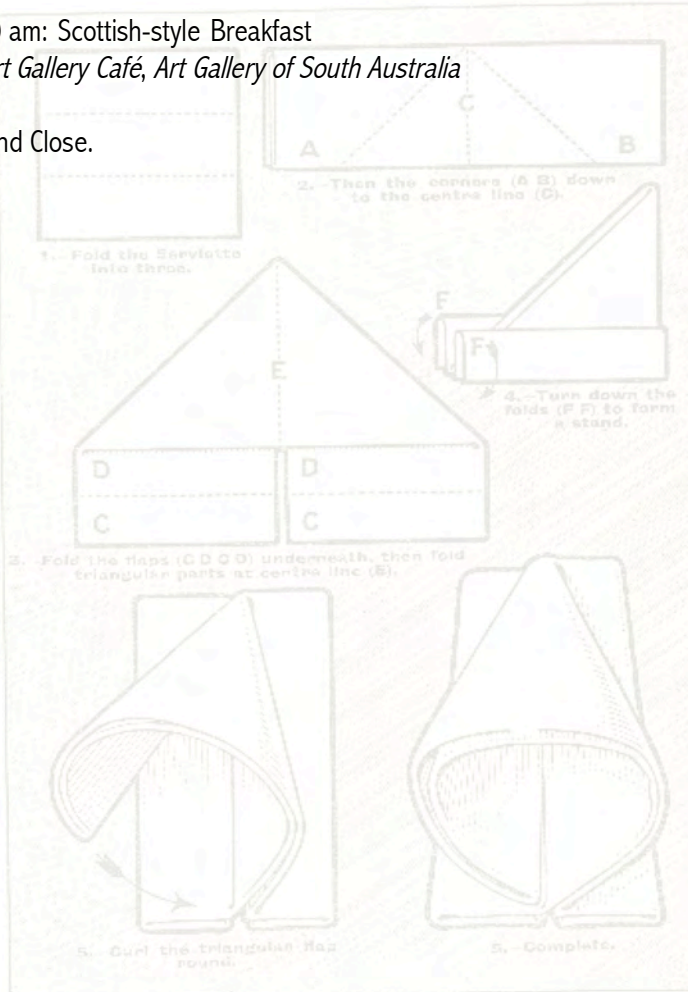 am: Scottish-style Breakfast
rt Gallery Café, Art Gallery of South Australia
nd Close.
C
A
B
2. -Then the corners (A B) down
to the centre line (C).
1.- Fold the Serviette
into three.
F
F
E
4.-Turn down the
folds (F F) to form
a stand.
D
D
C
C
3. Fold the flaps (C D C D) underneath, then fold
triangular parts at centre line (E).
5. Curl the triangular flap
round.
5.-Complete.